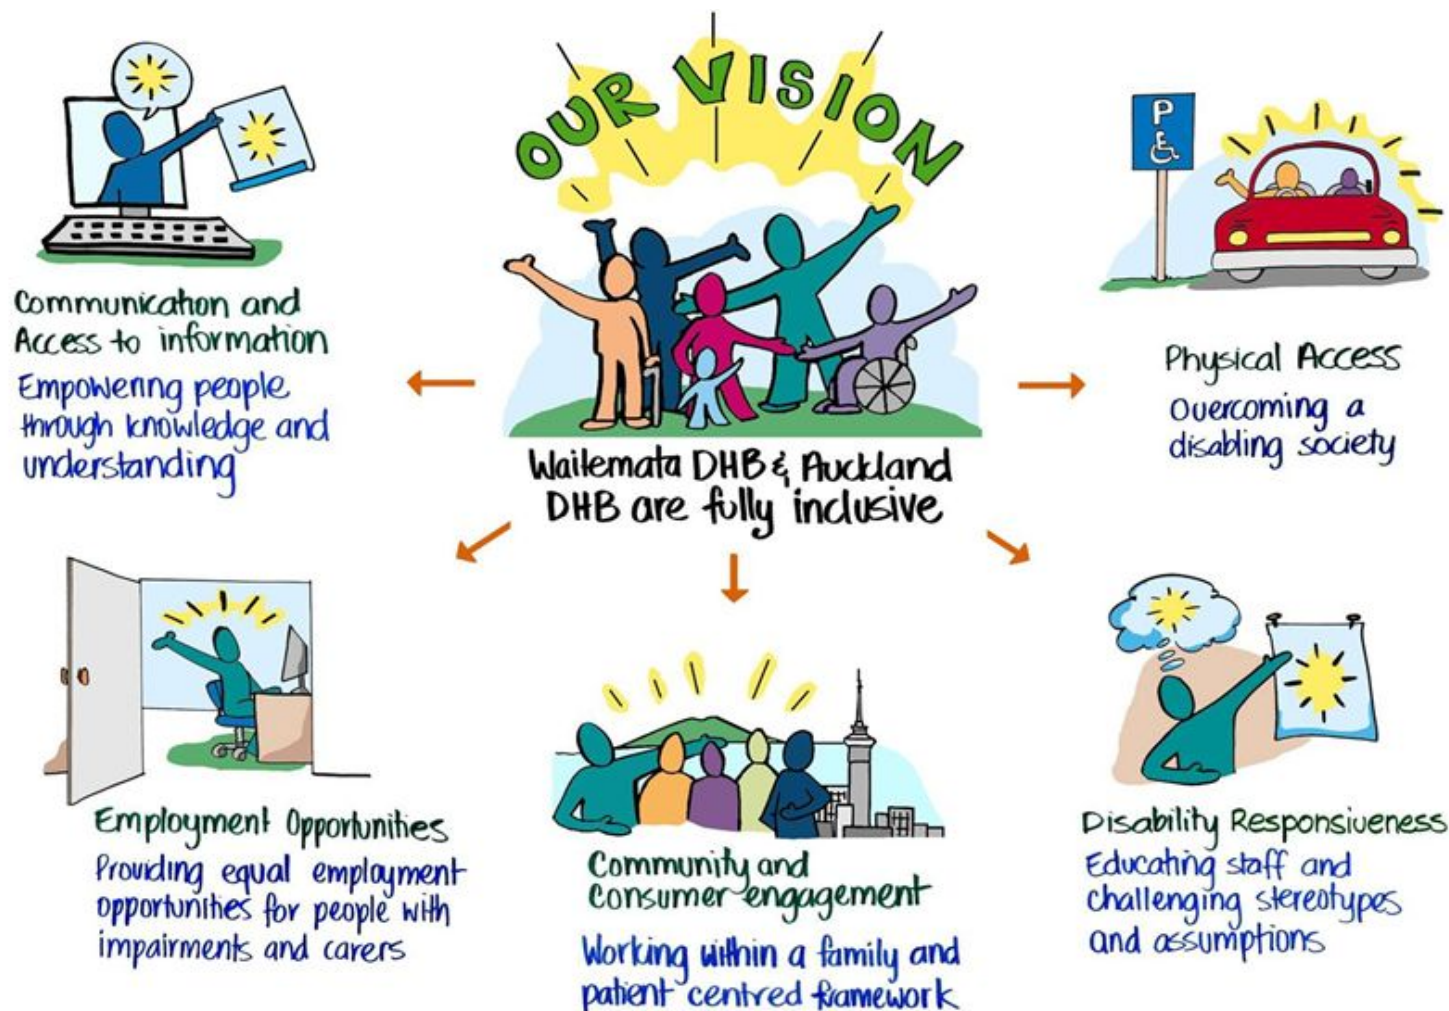 OUR VISION
Waitemata DHB & Auckland
DHB are fully inclusive
Communication and
Access to information
Empowering people
through knowledge and
understanding
P
Physical Access
Overcoming a
disabling society
Employment Opportunities
Providing equal employment
opportunities for people with
impairments and carers
Community and
Consumer engagement
Working within a family and
patient centred framework
Disability Responsiveness
Educating staff and
challenging stereotypes
and assumptions